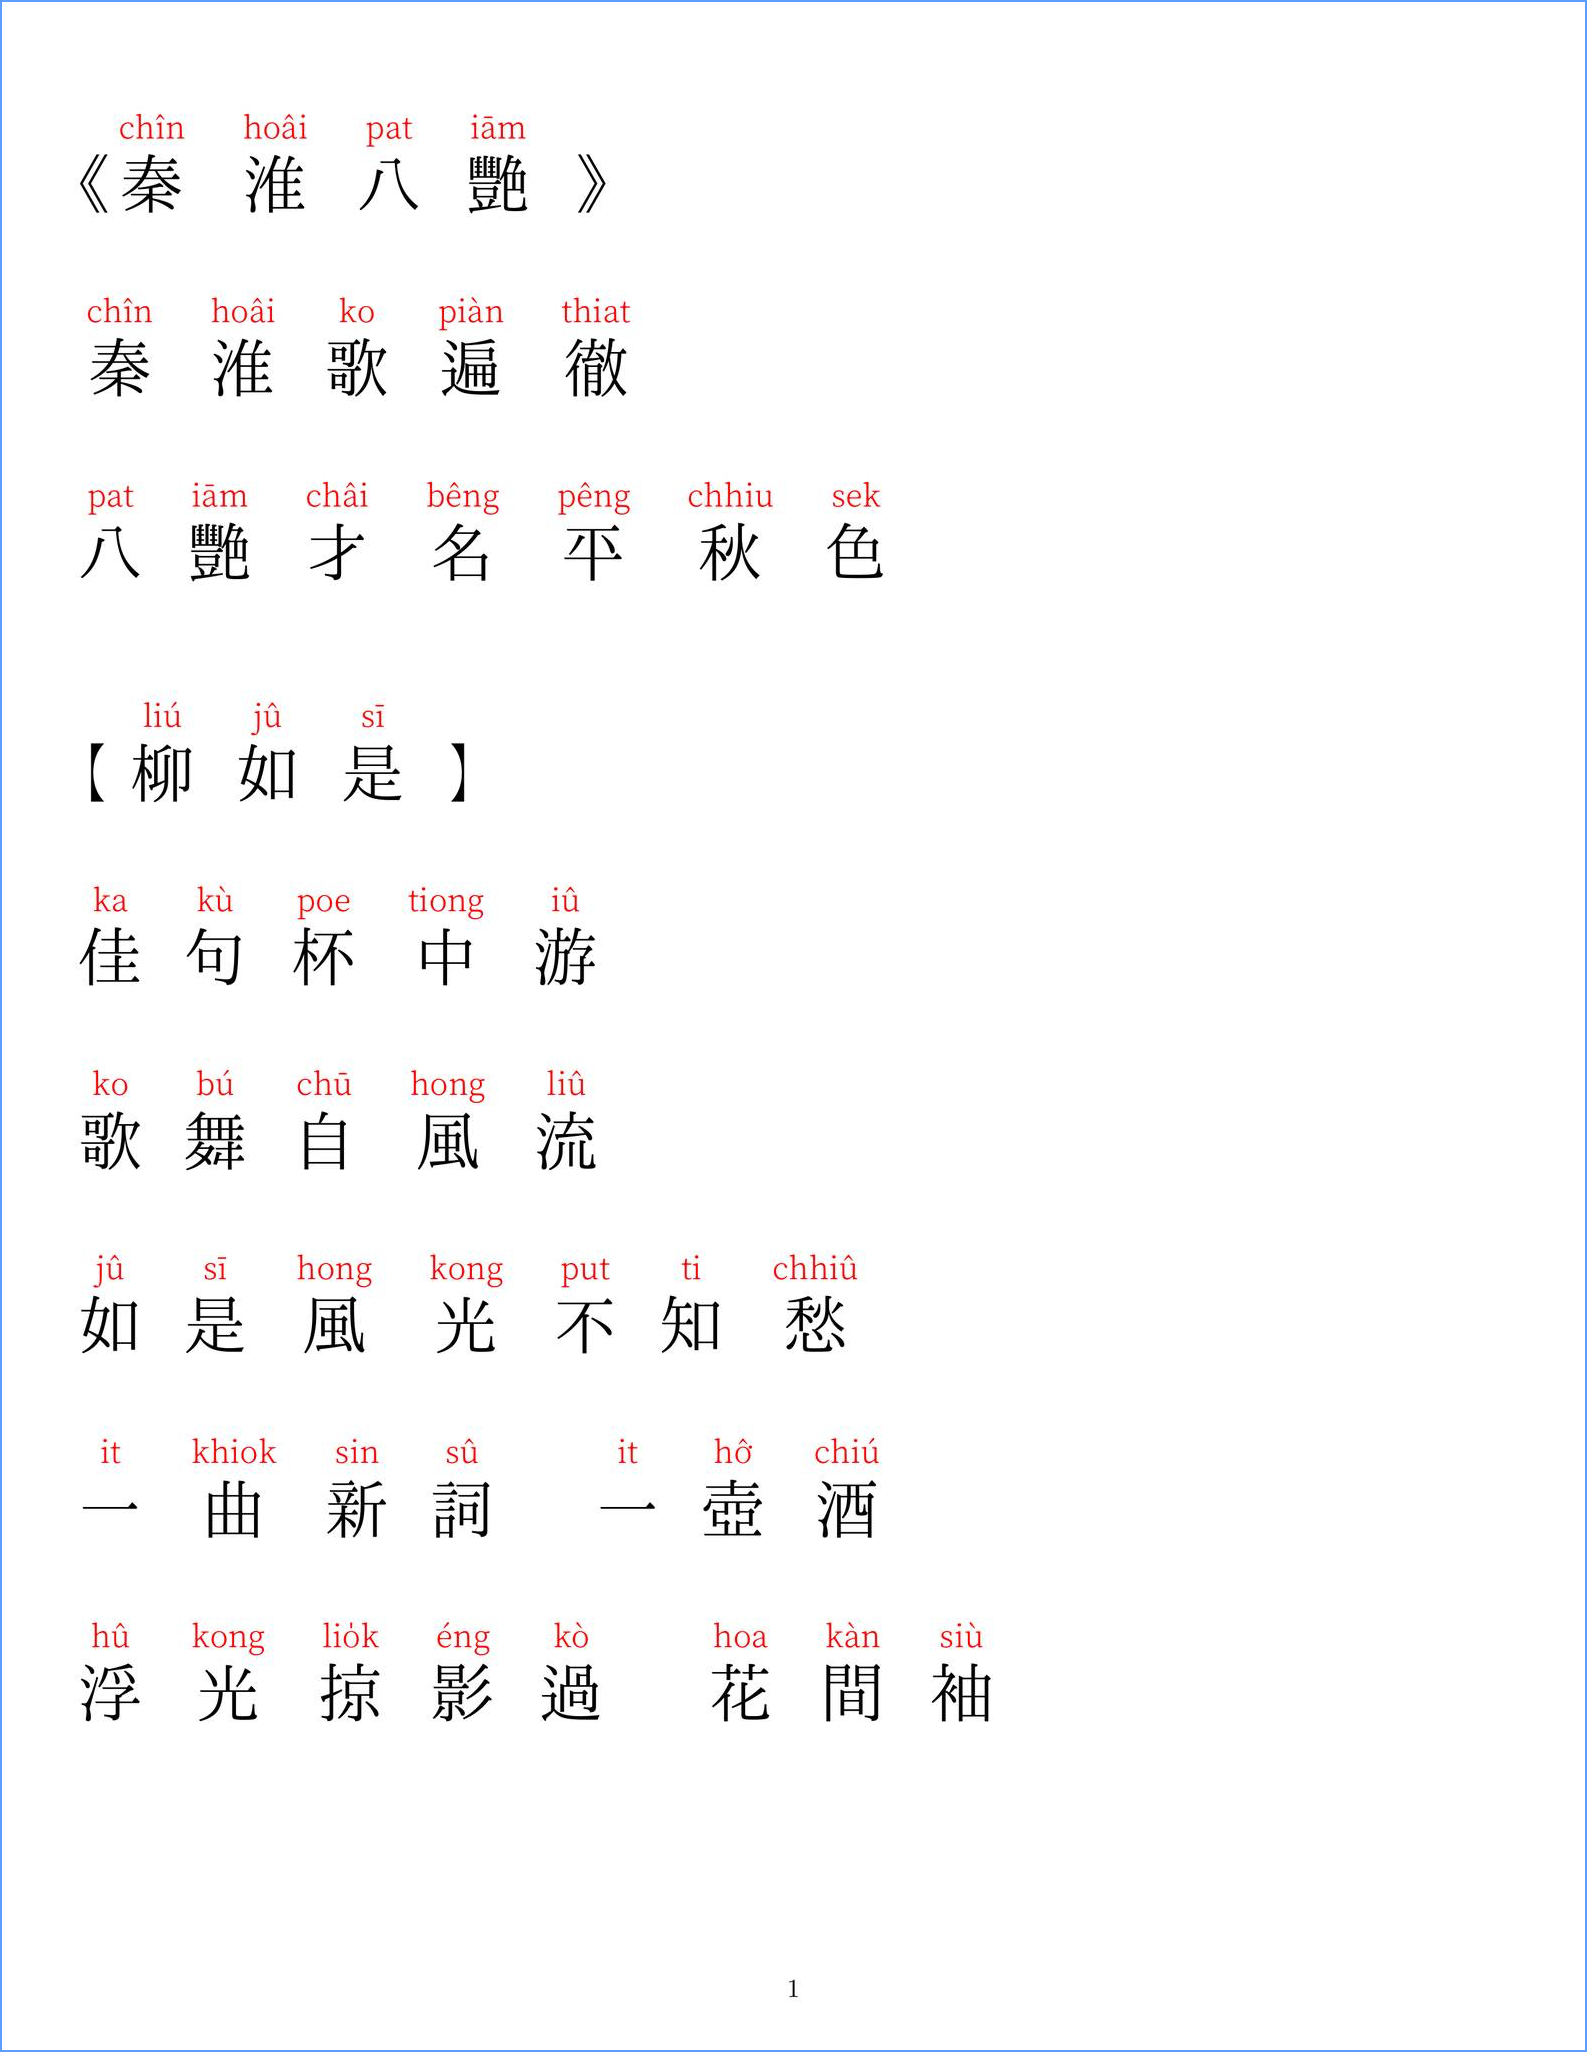 chîn hoâi pat iām
《秦淮八艷》
chîn hoâi ko piàn thiat
秦淮歌遍徹
pat iām châi bêng pêng chhiu sek
八艷才名平秋色
liú jû sī
【柳如是】
ka kù poe tiong iû
佳句杯中游
ko bú chū hong liû
歌舞自風流
jû sī hong kong put ti chhiû
如是風光不知愁
it khiok sin sû it hô͘ chiú
一曲新詞 一壺酒
hû kong lio̍k éng kò hoa kàn siù
浮光掠影過 花間袖
1